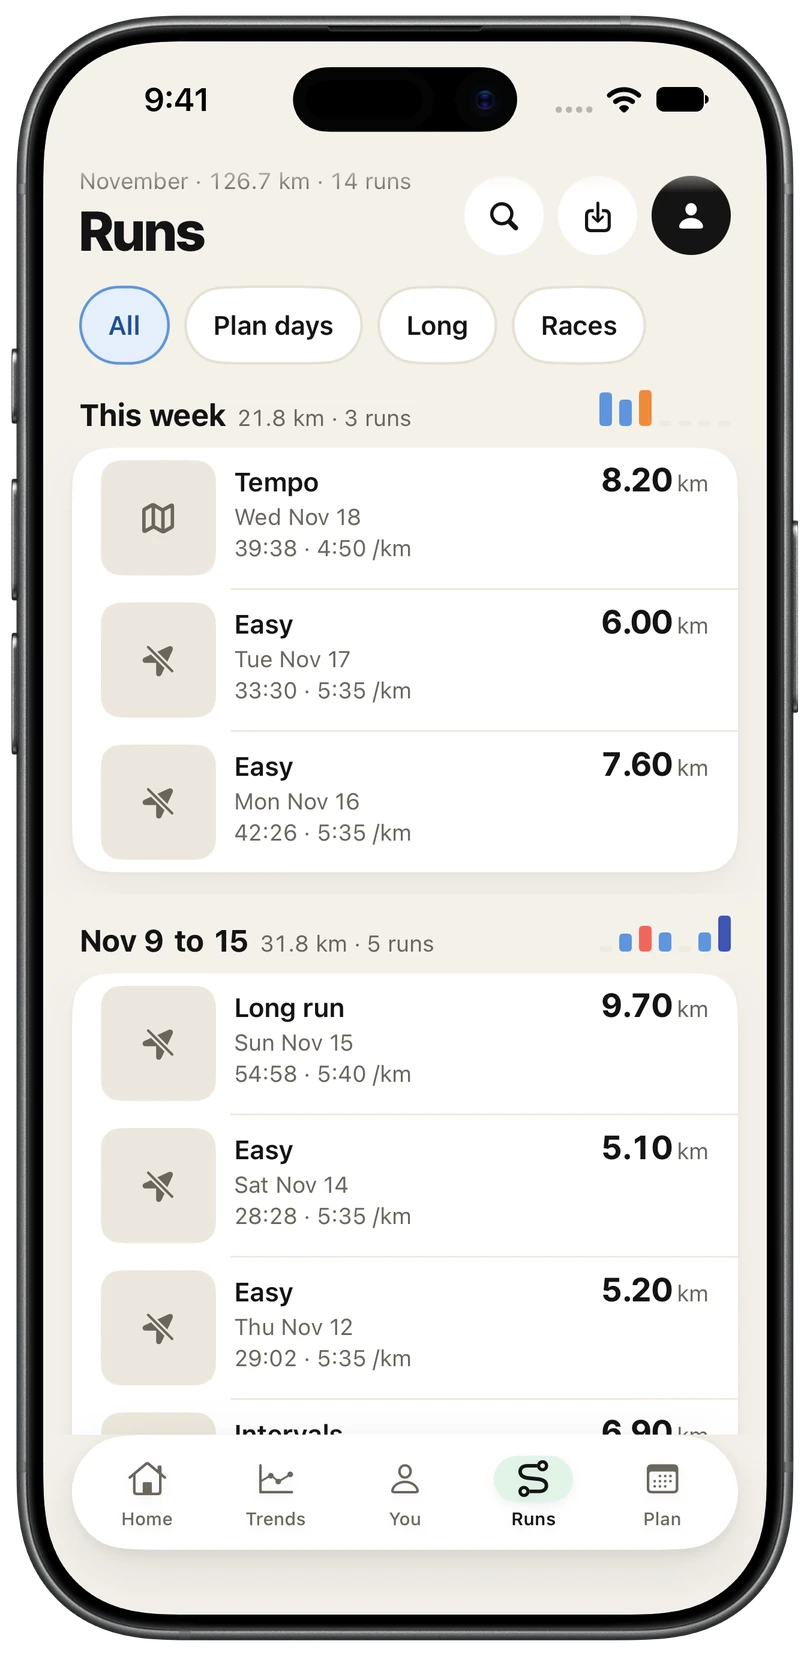 9:41
November · 126.7 km · 14 runs
Runs
All
Plan days
Long
Races
This week 21.8 km · 3 runs
Tempo
8.20 km
Wed Nov 18
39:38 · 4:50 /km
Easy
6.00 km
Tue Nov 17
33:30 · 5:35 /km
Easy
7.60 km
Mon Nov 16
42:26 · 5:35 /km
Nov 9 to 15 31.8 km · 5 runs
Long run
9.70 km
Sun Nov 15
54:58 · 5:40 /km
Easy
5.10 km
Sat Nov 14
28:28 · 5:35 /km
Easy
5.20 km
Thu Nov 12
29:02 · 5:35 /km
Intervals
6.90 km
Home
Trends
You
Runs
Plan